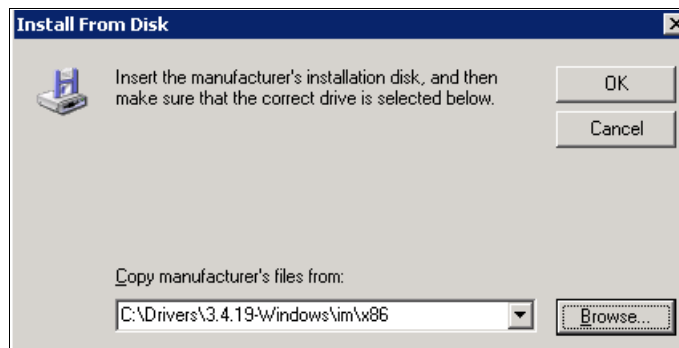 Install From Disk
Insert the manufacturer's installation disk, and then
make sure that the correct drive is selected below.
OK
Cancel
Copy manufacturer's files from:
C:\Drivers\3.4.19-Windows\im\x86
Browse...